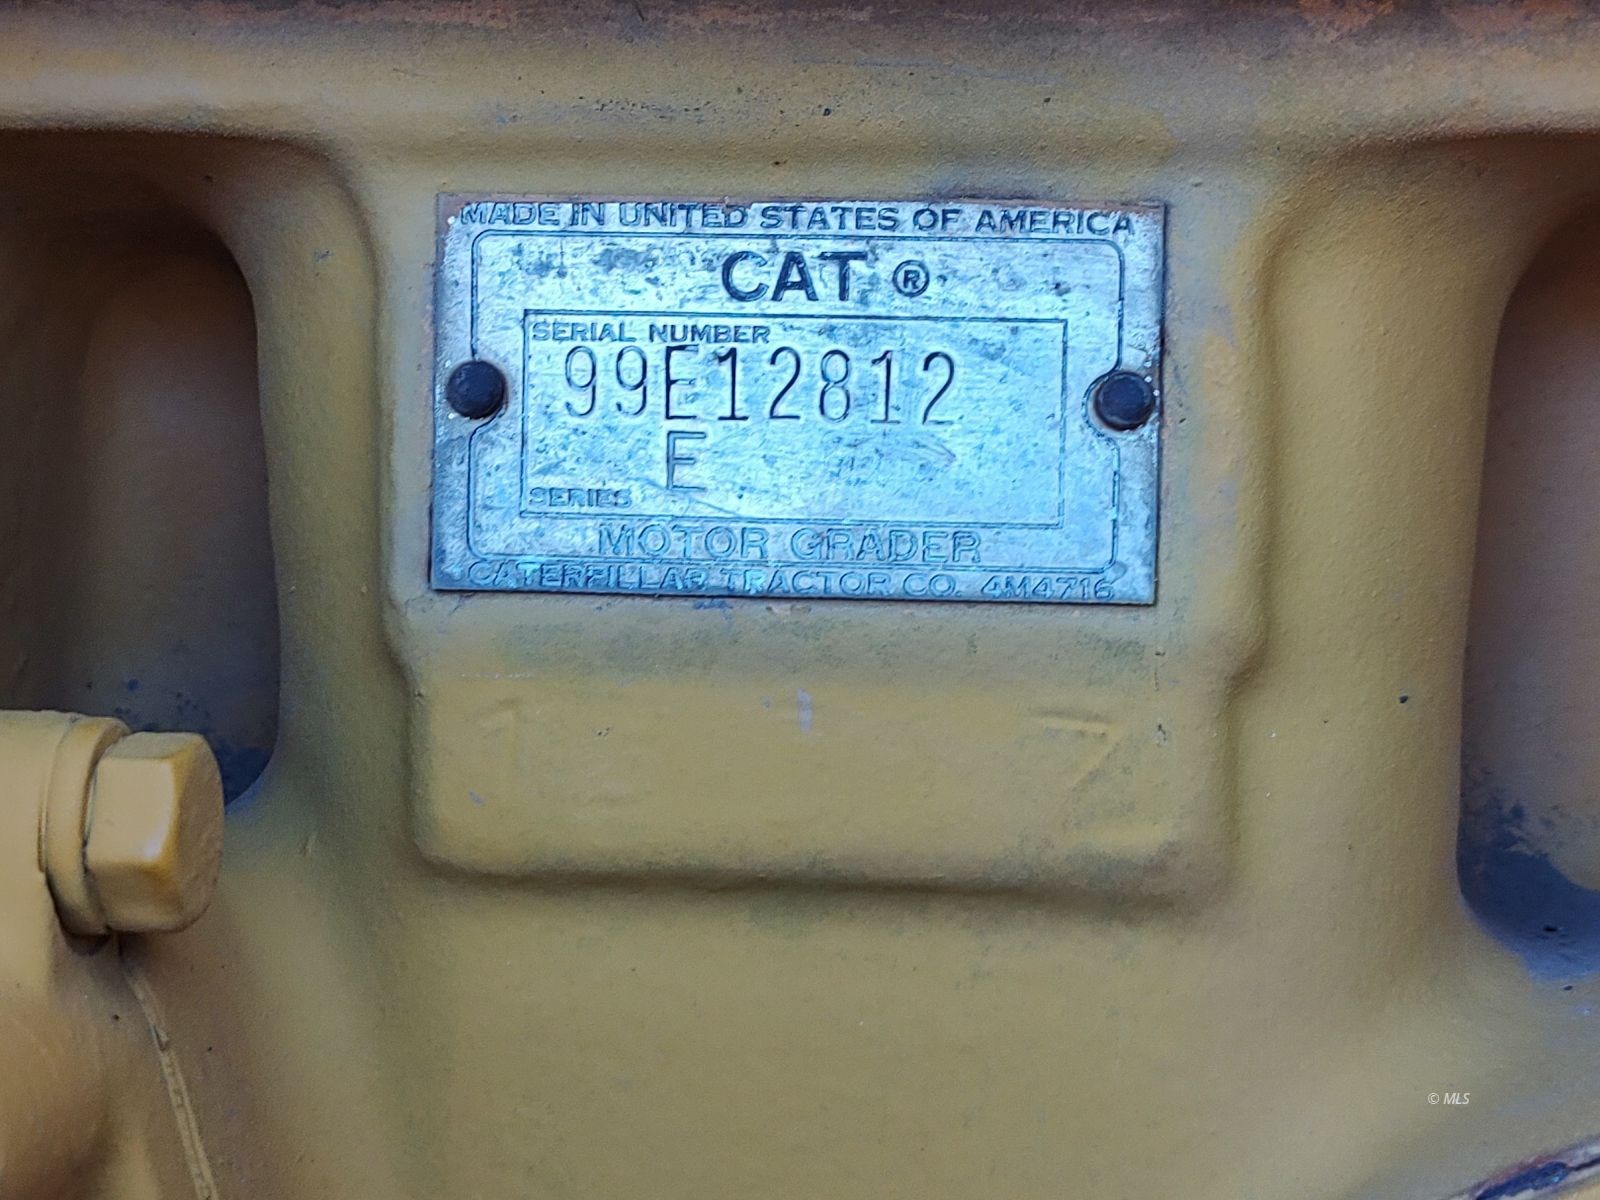 MADE IN UNITED STATES OF AMERICA
CAT ®
SERIAL NUMBER
99E12812
E
SERIES
MOTOR GRADER
CATERPILLAR TRACTOR CO. 4M4716
© MLS